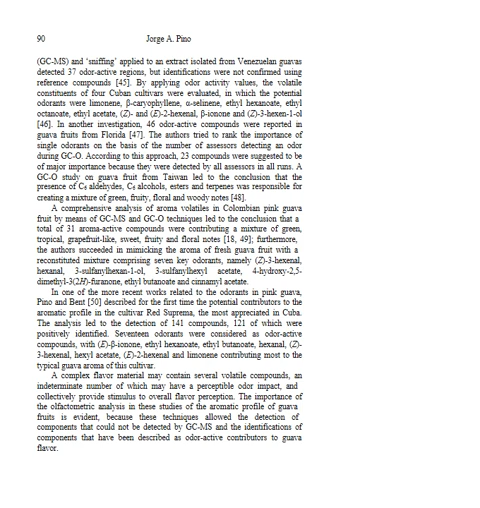 90
Jorge A. Pino
(GC-MS) and 'sniffing' applied to an extract isolated from Venezuelan guavas
detected 37 odor-active regions, but identifications were not confirmed using
reference compounds [45]. By applying odor activity values, the volatile
constituents of four Cuban cultivars were evaluated, in which the potential
odorants were limonene, β-caryophyllene, α-selinene, ethyl hexanoate, ethyl
octanoate, ethyl acetate, (Z)- and (E)-2-hexenal, β-ionone and (Z)-3-hexen-1-ol
[46]. In another investigation, 46 odor-active compounds were reported in
guava fruits from Florida [47]. The authors tried to rank the importance of
single odorants on the basis of the number of assessors detecting an odor
during GC-O. According to this approach, 23 compounds were suggested to be
of major importance because they were detected by all assessors in all runs. A
GC-O study on guava fruit from Taiwan led to the conclusion that the
presence of C₆ aldehydes, C₆ alcohols, esters and terpenes was responsible for
creating a mixture of green, fruity, floral and woody notes [48].
A comprehensive analysis of aroma volatiles in Colombian pink guava
fruit by means of GC-MS and GC-O techniques led to the conclusion that a
total of 31 aroma-active compounds were contributing a mixture of green,
tropical, grapefruit-like, sweet, fruity and floral notes [18, 49]; furthermore,
the authors succeeded in mimicking the aroma of fresh guava fruit with a
reconstituted mixture comprising seven key odorants, namely (Z)-3-hexenal,
hexanal, 3-sulfanylhexan-1-ol, 3-sulfanylhexyl acetate, 4-hydroxy-2,5-
dimethyl-3(2H)-furanone, ethyl butanoate and cinnamyl acetate.
In one of the more recent works related to the odorants in pink guava,
Pino and Bent [50] described for the first time the potential contributors to the
aromatic profile in the cultivar Red Suprema, the most appreciated in Cuba.
The analysis led to the detection of 141 compounds, 121 of which were
positively identified. Seventeen odorants were considered as odor-active
compounds, with (E)-β-ionone, ethyl hexanoate, ethyl butanoate, hexanal, (Z)-
3-hexenal, hexyl acetate, (E)-2-hexenal and limonene contributing most to the
typical guava aroma of this cultivar.
A complex flavor material may contain several volatile compounds, an
indeterminate number of which may have a perceptible odor impact, and
collectively provide stimulus to overall flavor perception. The importance of
the olfactometric analysis in these studies of the aromatic profile of guava
fruits is evident, because these techniques allowed the detection of
components that could not be detected by GC-MS and the identifications of
components that have been described as odor-active contributors to guava
flavor.